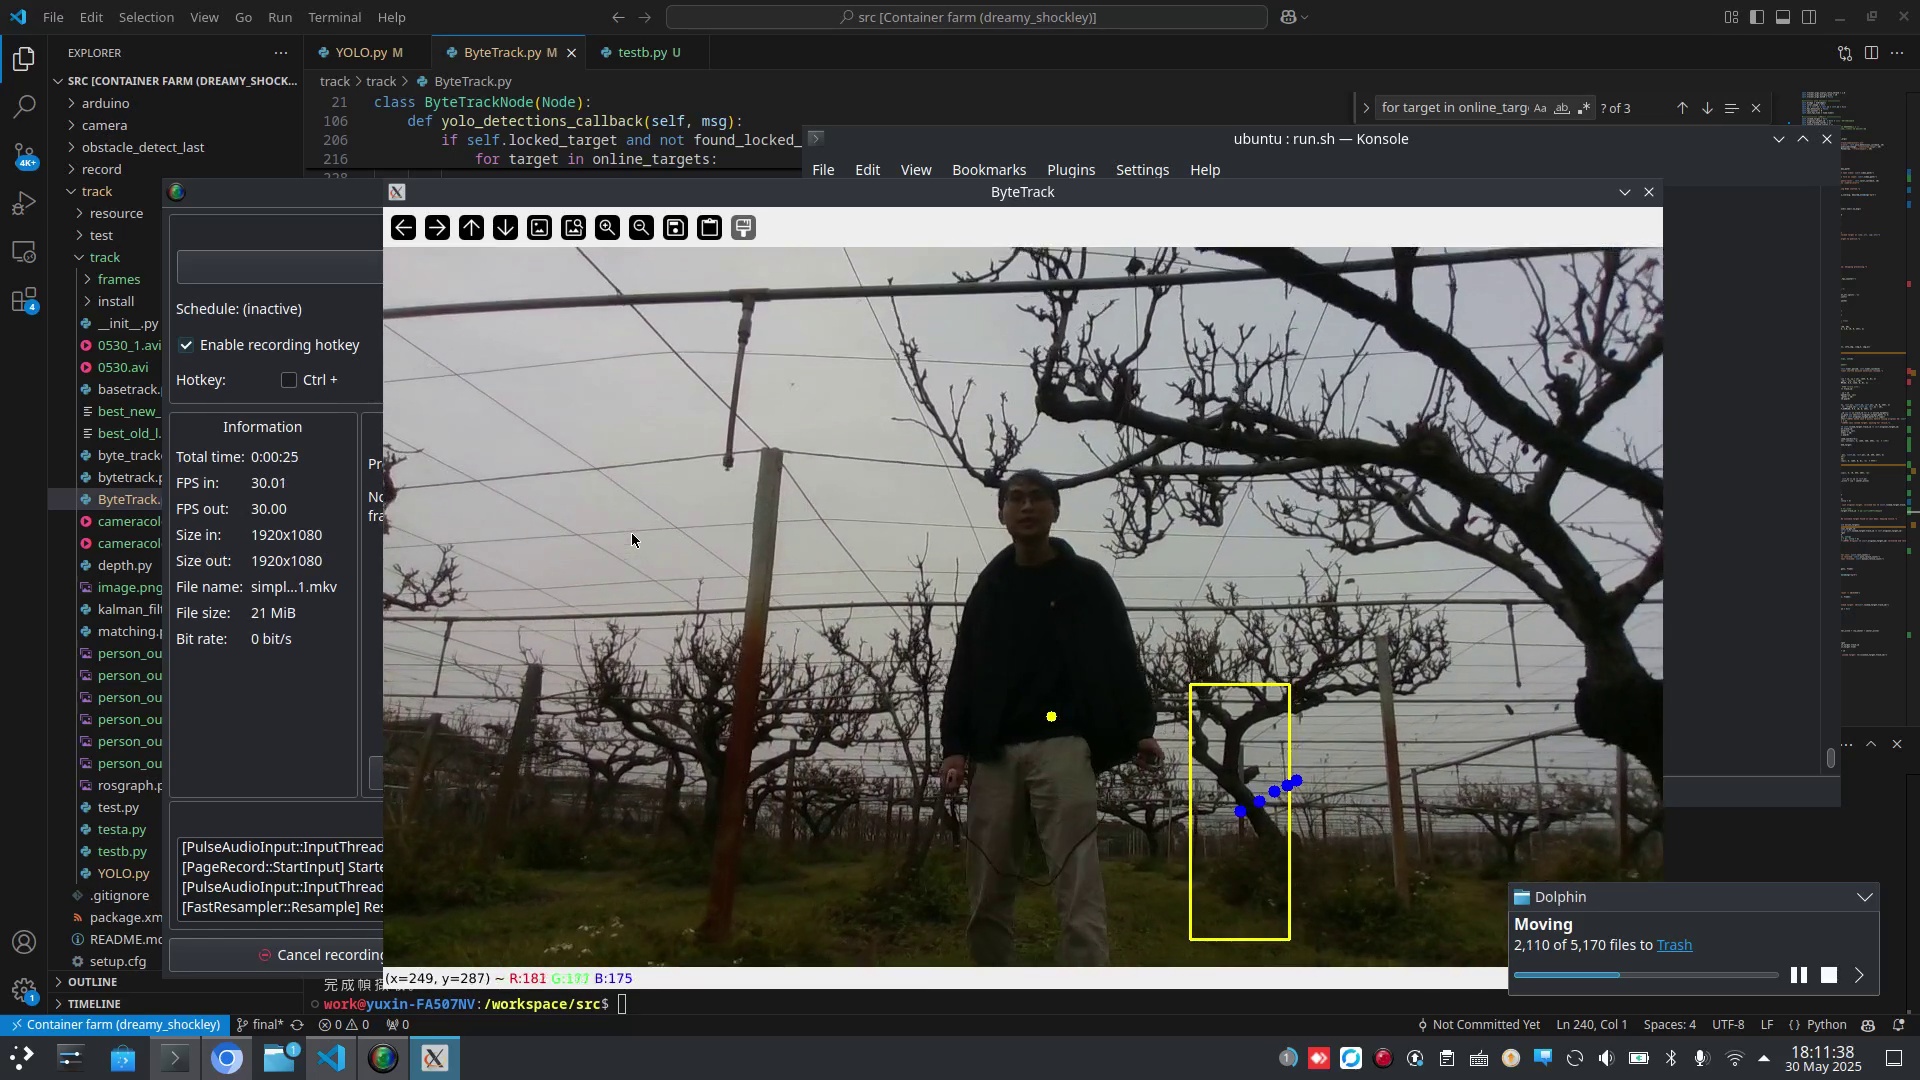 File Edit Selection View Go Run Terminal Help
src [Container farm (dreamy_shockley)]
EXPLORER
SRC [CONTAINER FARM (DREAMY_SHOCK...
arduino
camera
obstacle_detect_last
record
track
resource
test
track
frames
install
__init__.py
0530_1.avi
0530.avi
basetrack.
best_new_
best_old_l.
byte_track
bytetrack.p
ByteTrack.
cameracol
cameracol
depth.py
image.png
kalman_filt
matching.p
person_ou
person_ou
person_ou
person_ou
person_ou
person_ou
rosgraph.p
test.py
testa.py
testb.py
YOLO.py
.gitignore
package.xm
README.md
setup.cfg
OUTLINE
TIMELINE
4K+
4
1
YOLO.py M
ByteTrack.py M
testb.py U
track > track > ByteTrack.py
21 class ByteTrackNode(Node):
106 def yolo_detections_callback(self, msg):
206 if self.locked_target and not found_locked_
216 for target in online_targets:
for target in online_targ
Aa ab
? of 3
ubuntu : run.sh — Konsole
File Edit View Bookmarks Plugins Settings Help
ByteTrack
Schedule: (inactive)
Enable recording hotkey
Hotkey: Ctrl +
Information
Total time: 0:00:25
FPS in: 30.01
FPS out: 30.00
Size in: 1920x1080
Size out: 1920x1080
File name: simpl...1.mkv
File size: 21 MiB
Bit rate: 0 bit/s
Pr
No
fra
[PulseAudioInput::InputThread
[PageRecord::StartInput] Starte
[PulseAudioInput::InputThread
[FastResampler::Resample] Res
Cancel recording
(x=249, y=287) ~ R:181 B:175
work@yuxin-FA507NV:/workspace/src$
Dolphin
Moving
2,110 of 5,170 files to Trash
Container farm (dreamy_shockley)
final*
0 0
0
Not Committed Yet
Ln 240, Col 1
Spaces: 4
UTF-8
LF
Python
1
1
18:11:38
30 May 2025